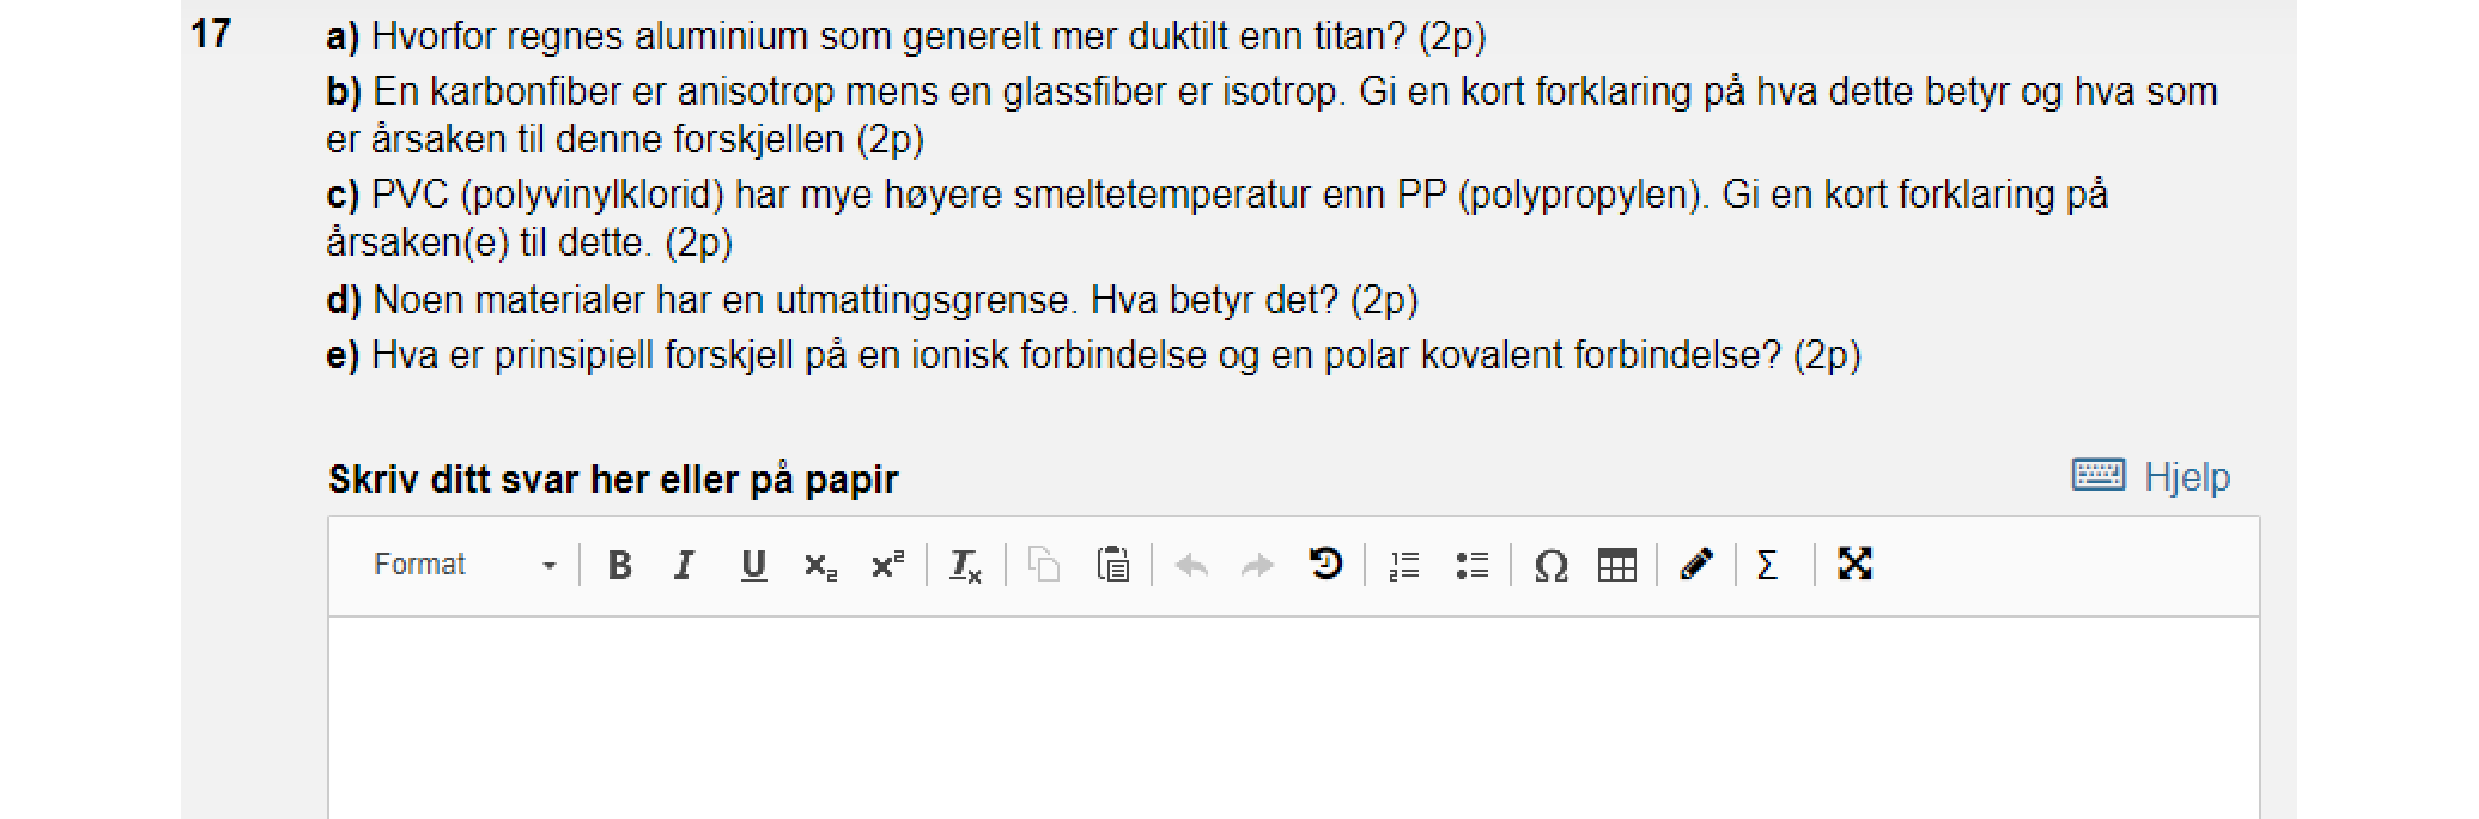 17 a) Hvorfor regnes aluminium som generelt mer duktilt enn titan? (2p)
b) En karbonfiber er anisotrop mens en glassfiber er isotrop. Gi en kort forklaring på hva dette betyr og hva som
er årsaken til denne forskjellen (2p)
c) PVC (polyvinylklorid) har mye høyere smeltetemperatur enn PP (polypropylen). Gi en kort forklaring på
årsaken(e) til dette. (2p)
d) Noen materialer har en utmattingsgrense. Hva betyr det? (2p)
e) Hva er prinsipiell forskjell på en ionisk forbindelse og en polar kovalent forbindelse? (2p)
Skriv ditt svar her eller på papir
Hjelp
Format B I U x₂ x² Tx Ω Σ